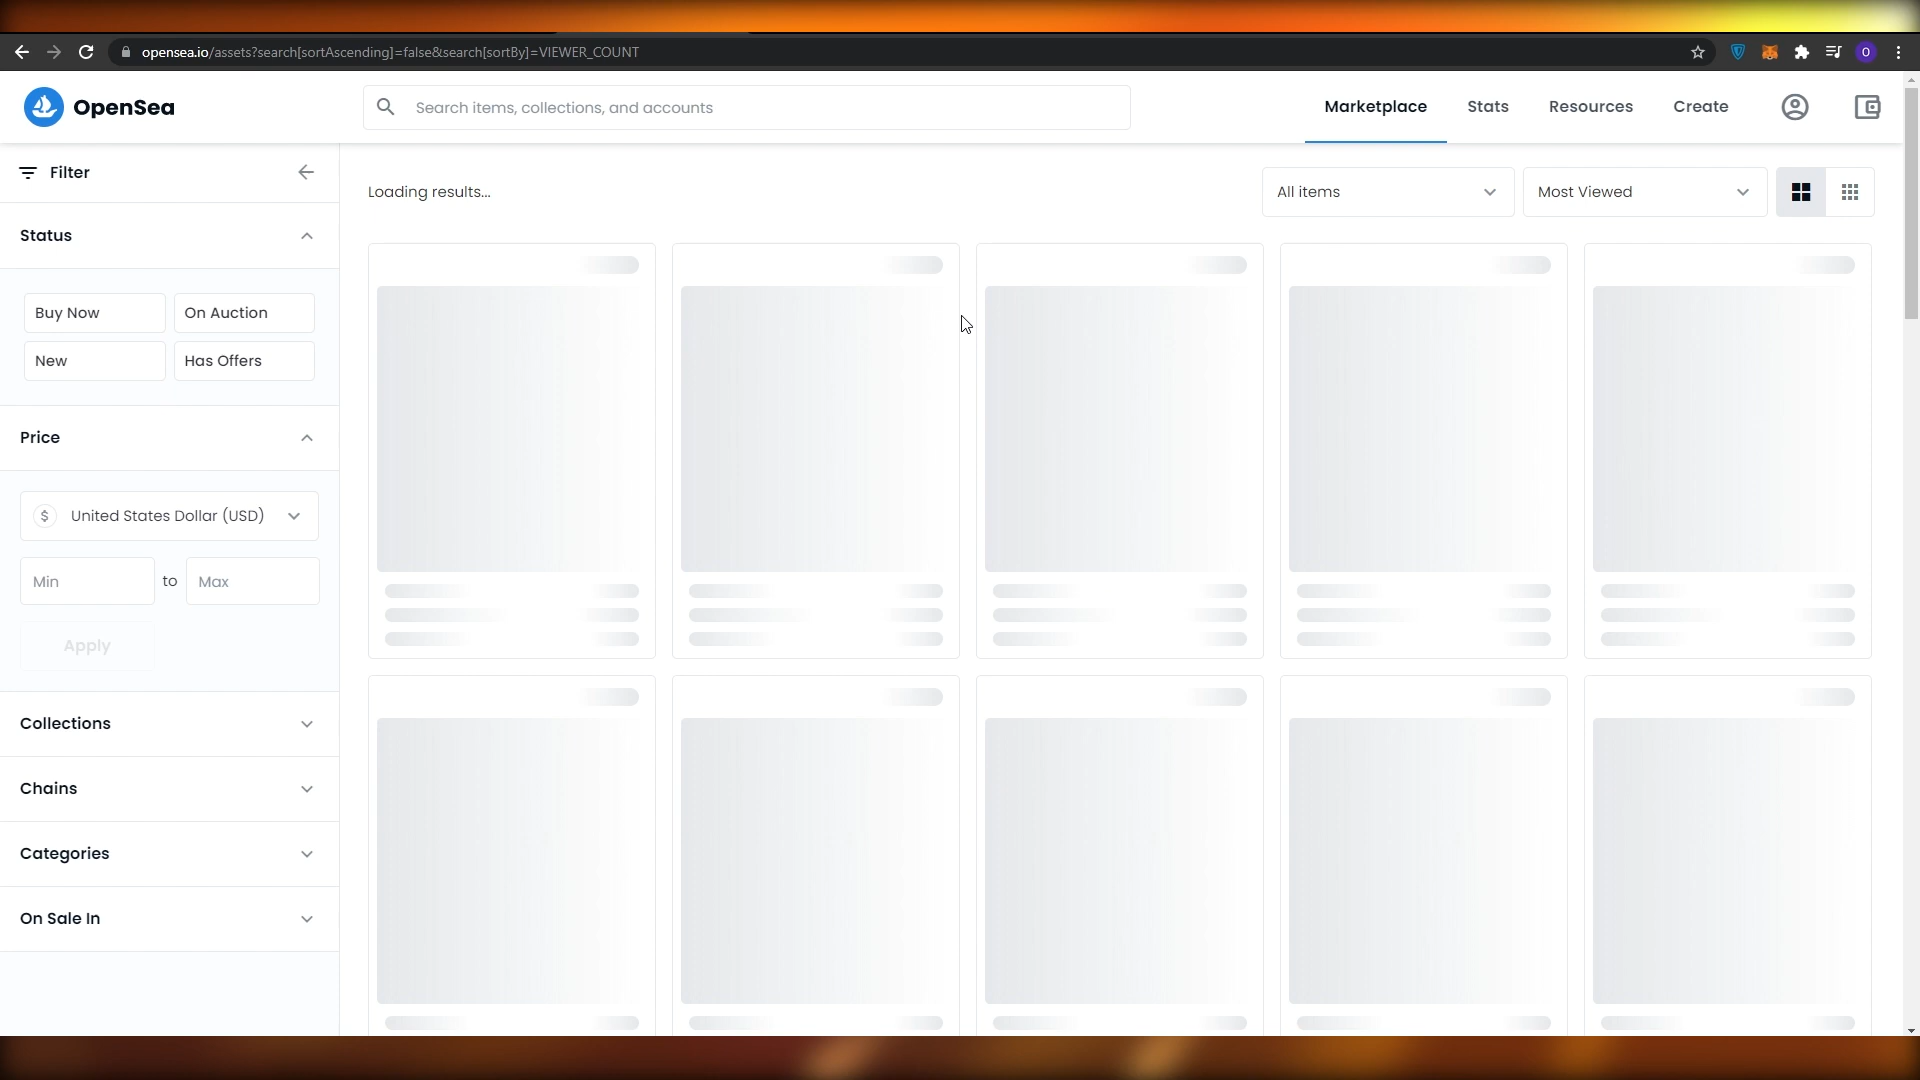 opensea.io/assets?search[sortAscending]=false&search[sortBy]=VIEWER_COUNT
O
OpenSea
Search items, collections, and accounts
Marketplace
Stats
Resources
Create
Filter
Loading results...
All items
Most Viewed
Status
Buy Now
On Auction
New
Has Offers
Price
$ United States Dollar (USD)
Min to Max
Apply
Collections
Chains
Categories
On Sale In